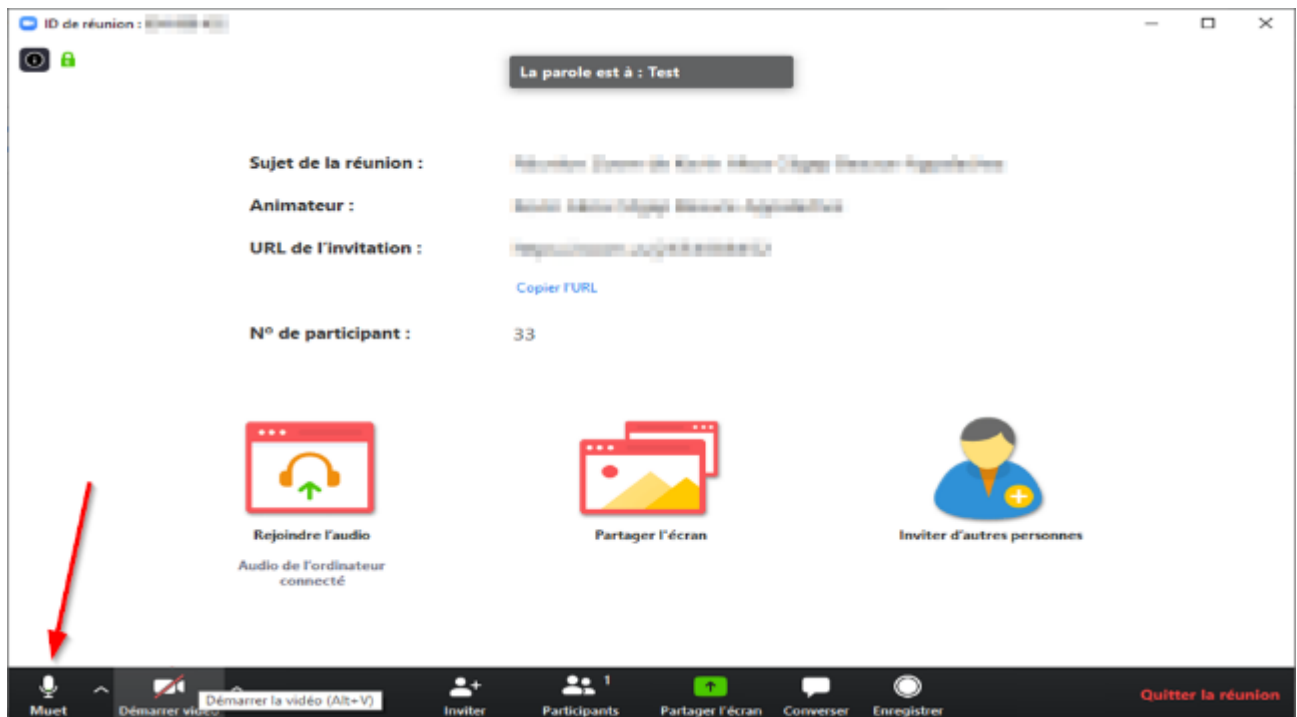 ID de réunion :
La parole est à : Test
Sujet de la réunion :
Animateur :
URL de l'invitation :
Copier l'URL
Nº de participant : 33
Rejoindre l'audio
Partager l'écran
Inviter d'autres personnes
Audio de l'ordinateur
connecté
1
Démarrer la vidéo (Alt+V)
Muet
Démarrer vidéo
Inviter
Participants
Partager l'écran
Converser
Enregistrer
Quitter la réunion